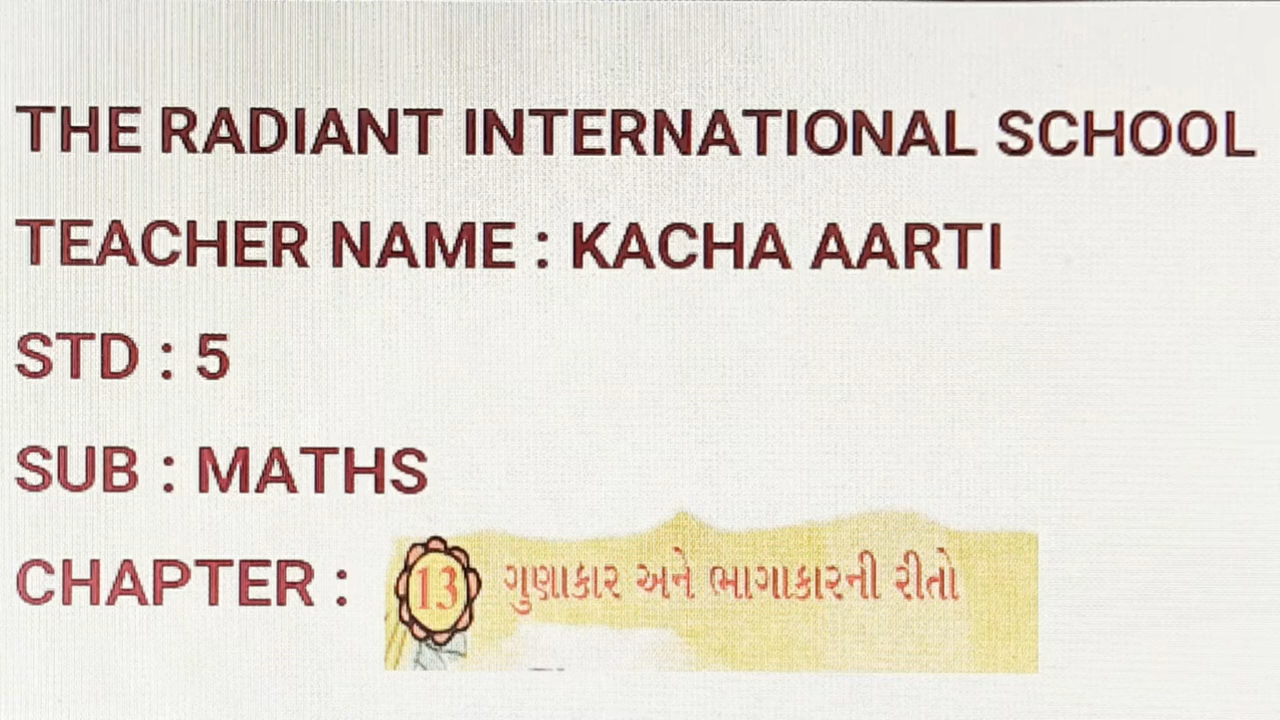 THE RADIANT INTERNATIONAL SCHOOL
TEACHER NAME : KACHA AARTI
STD : 5
SUB : MATHS
CHAPTER : 13 ગુણાકાર અને ભાગાકારની રીતો